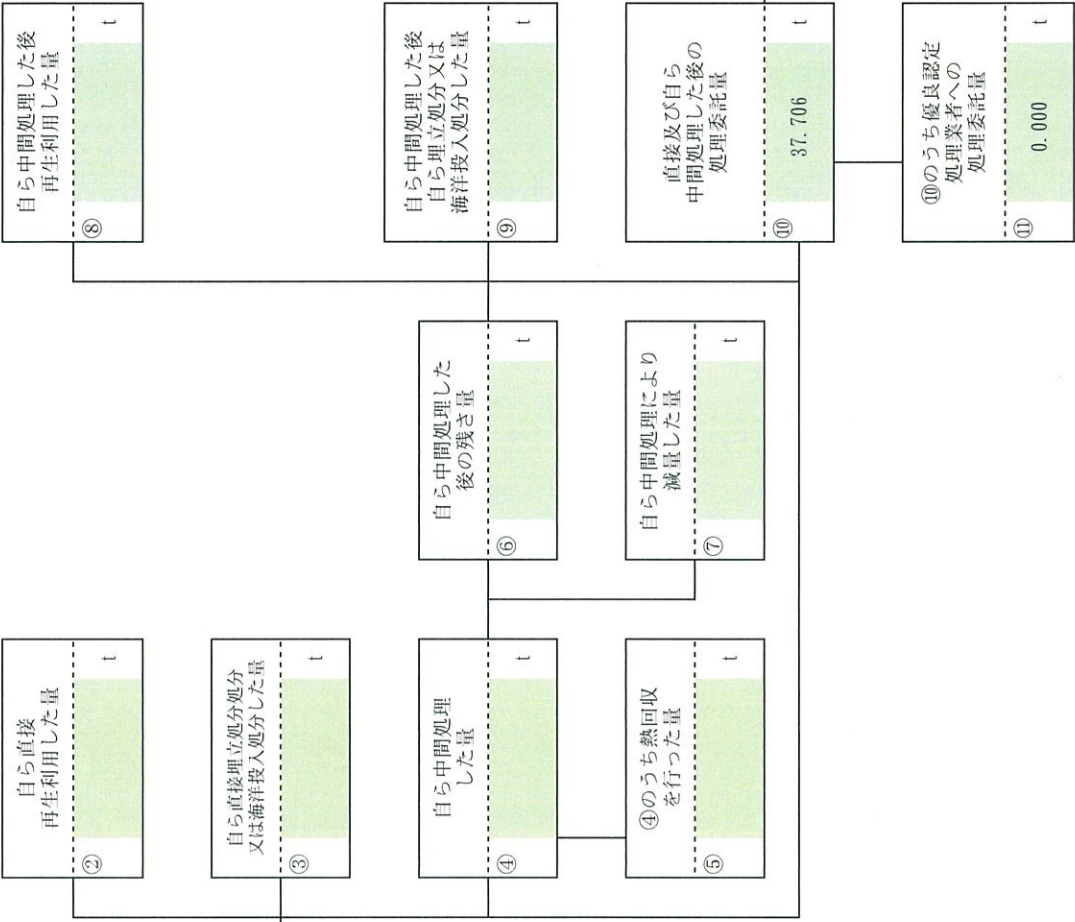 自ら直接
再生利用した量
② t
自ら直接埋立処分処分
又は海洋投入処分した量
③ t
自ら中間処理
した量
④ t
④のうち熱回収
を行った量
⑤ t
自ら中間処理した
後の残さ量
⑥ t
自ら中間処理により
減量した量
⑦ t
自ら中間処理した後
再生利用した量
⑧ t
自ら中間処理した後
自ら埋立処分又は
海洋投入処分した量
⑨ t
直接及び自ら
中間処理した後の
処理委託量
⑩ 37.706 t
⑩のうち優良認定
処理業者への
処理委託量
⑪ 0.000 t